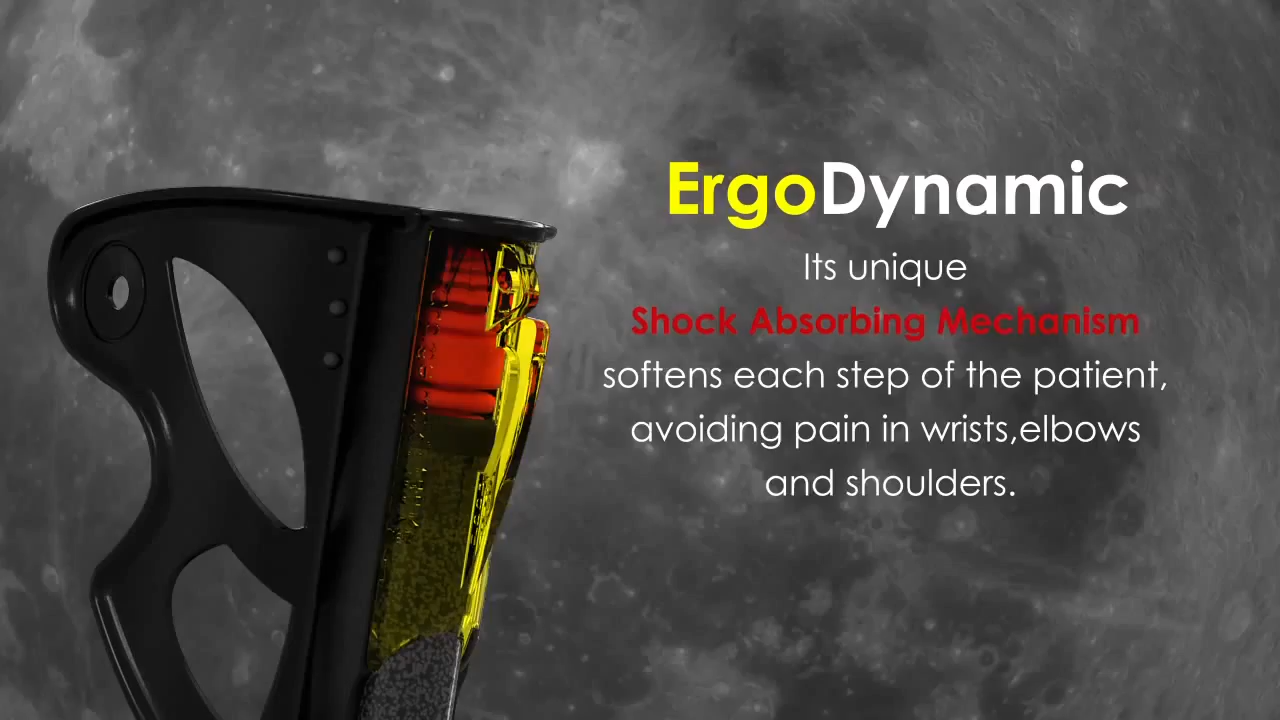 ErgoDynamic
Its unique
Shock Absorbing Mechanism
softens each step of the patient,
avoiding pain in wrists,elbows
and shoulders.